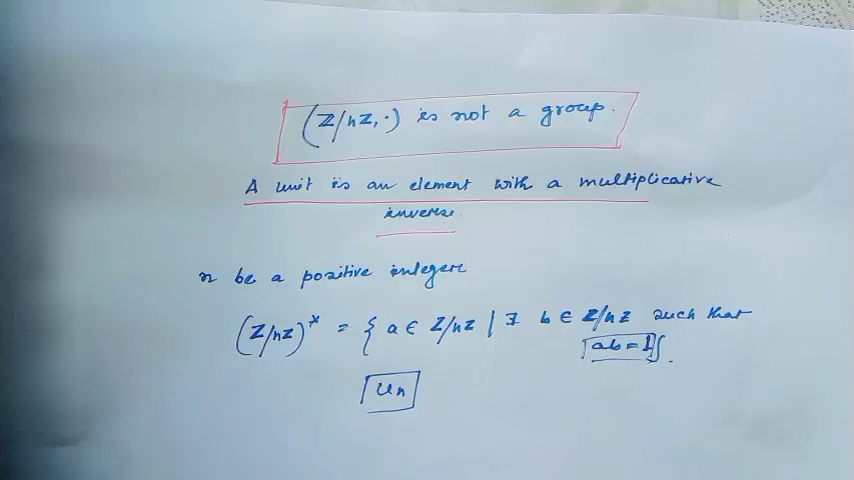 (Z/nZ, ·) is not a group.
A unit is an element with a multiplicative
inverse.
n be a positive integer
(Z/nZ)* = { a ∈ Z/nZ | ∃ b ∈ Z/nZ such that
ab = 1}.
Un